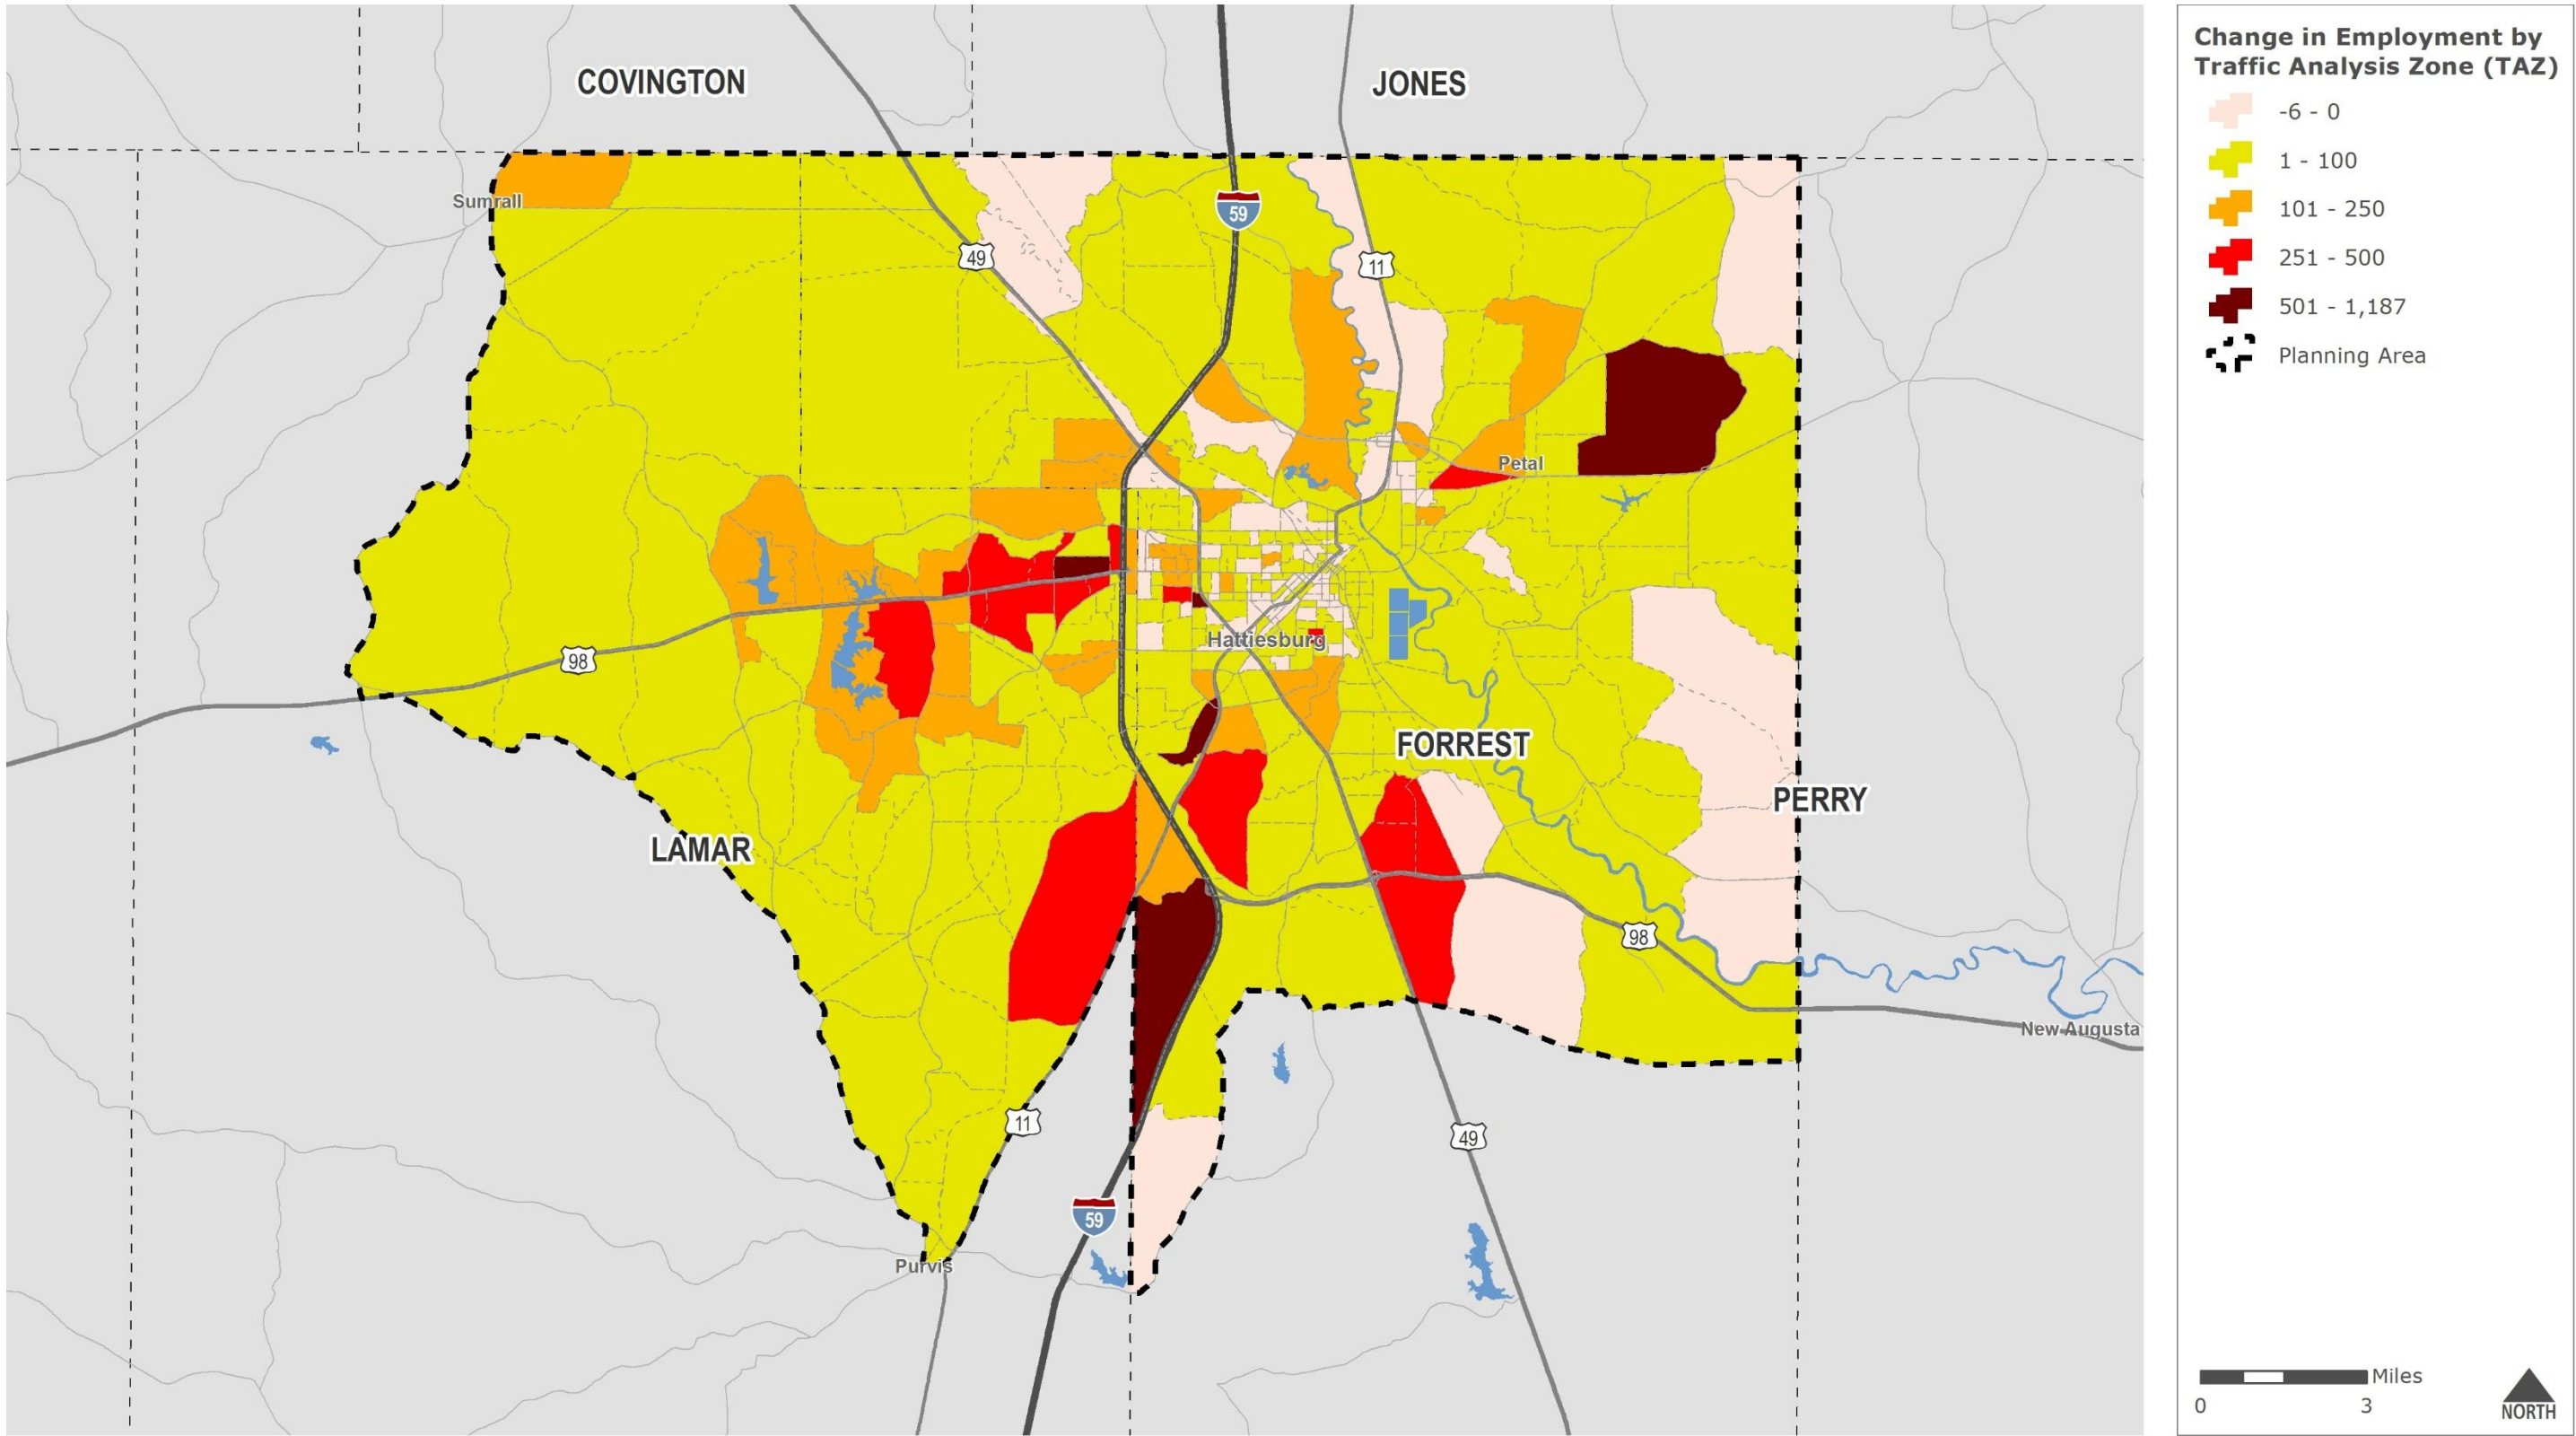 COVINGTON
JONES
Sumrall
59
49
11
Petal
98
Hattiesburg
FORREST
PERRY
LAMAR
98
New Augusta
11
49
59
Purvis
Change in Employment by
Traffic Analysis Zone (TAZ)
-6 - 0
1 - 100
101 - 250
251 - 500
501 - 1,187
Planning Area
Miles
0 3
NORTH